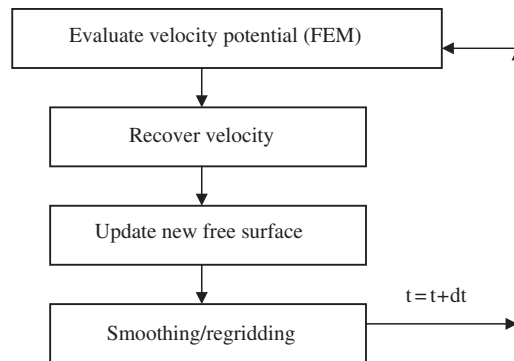 Evaluate velocity potential (FEM)
Recover velocity
Update new free surface
t = t+dt
Smoothing/regridding